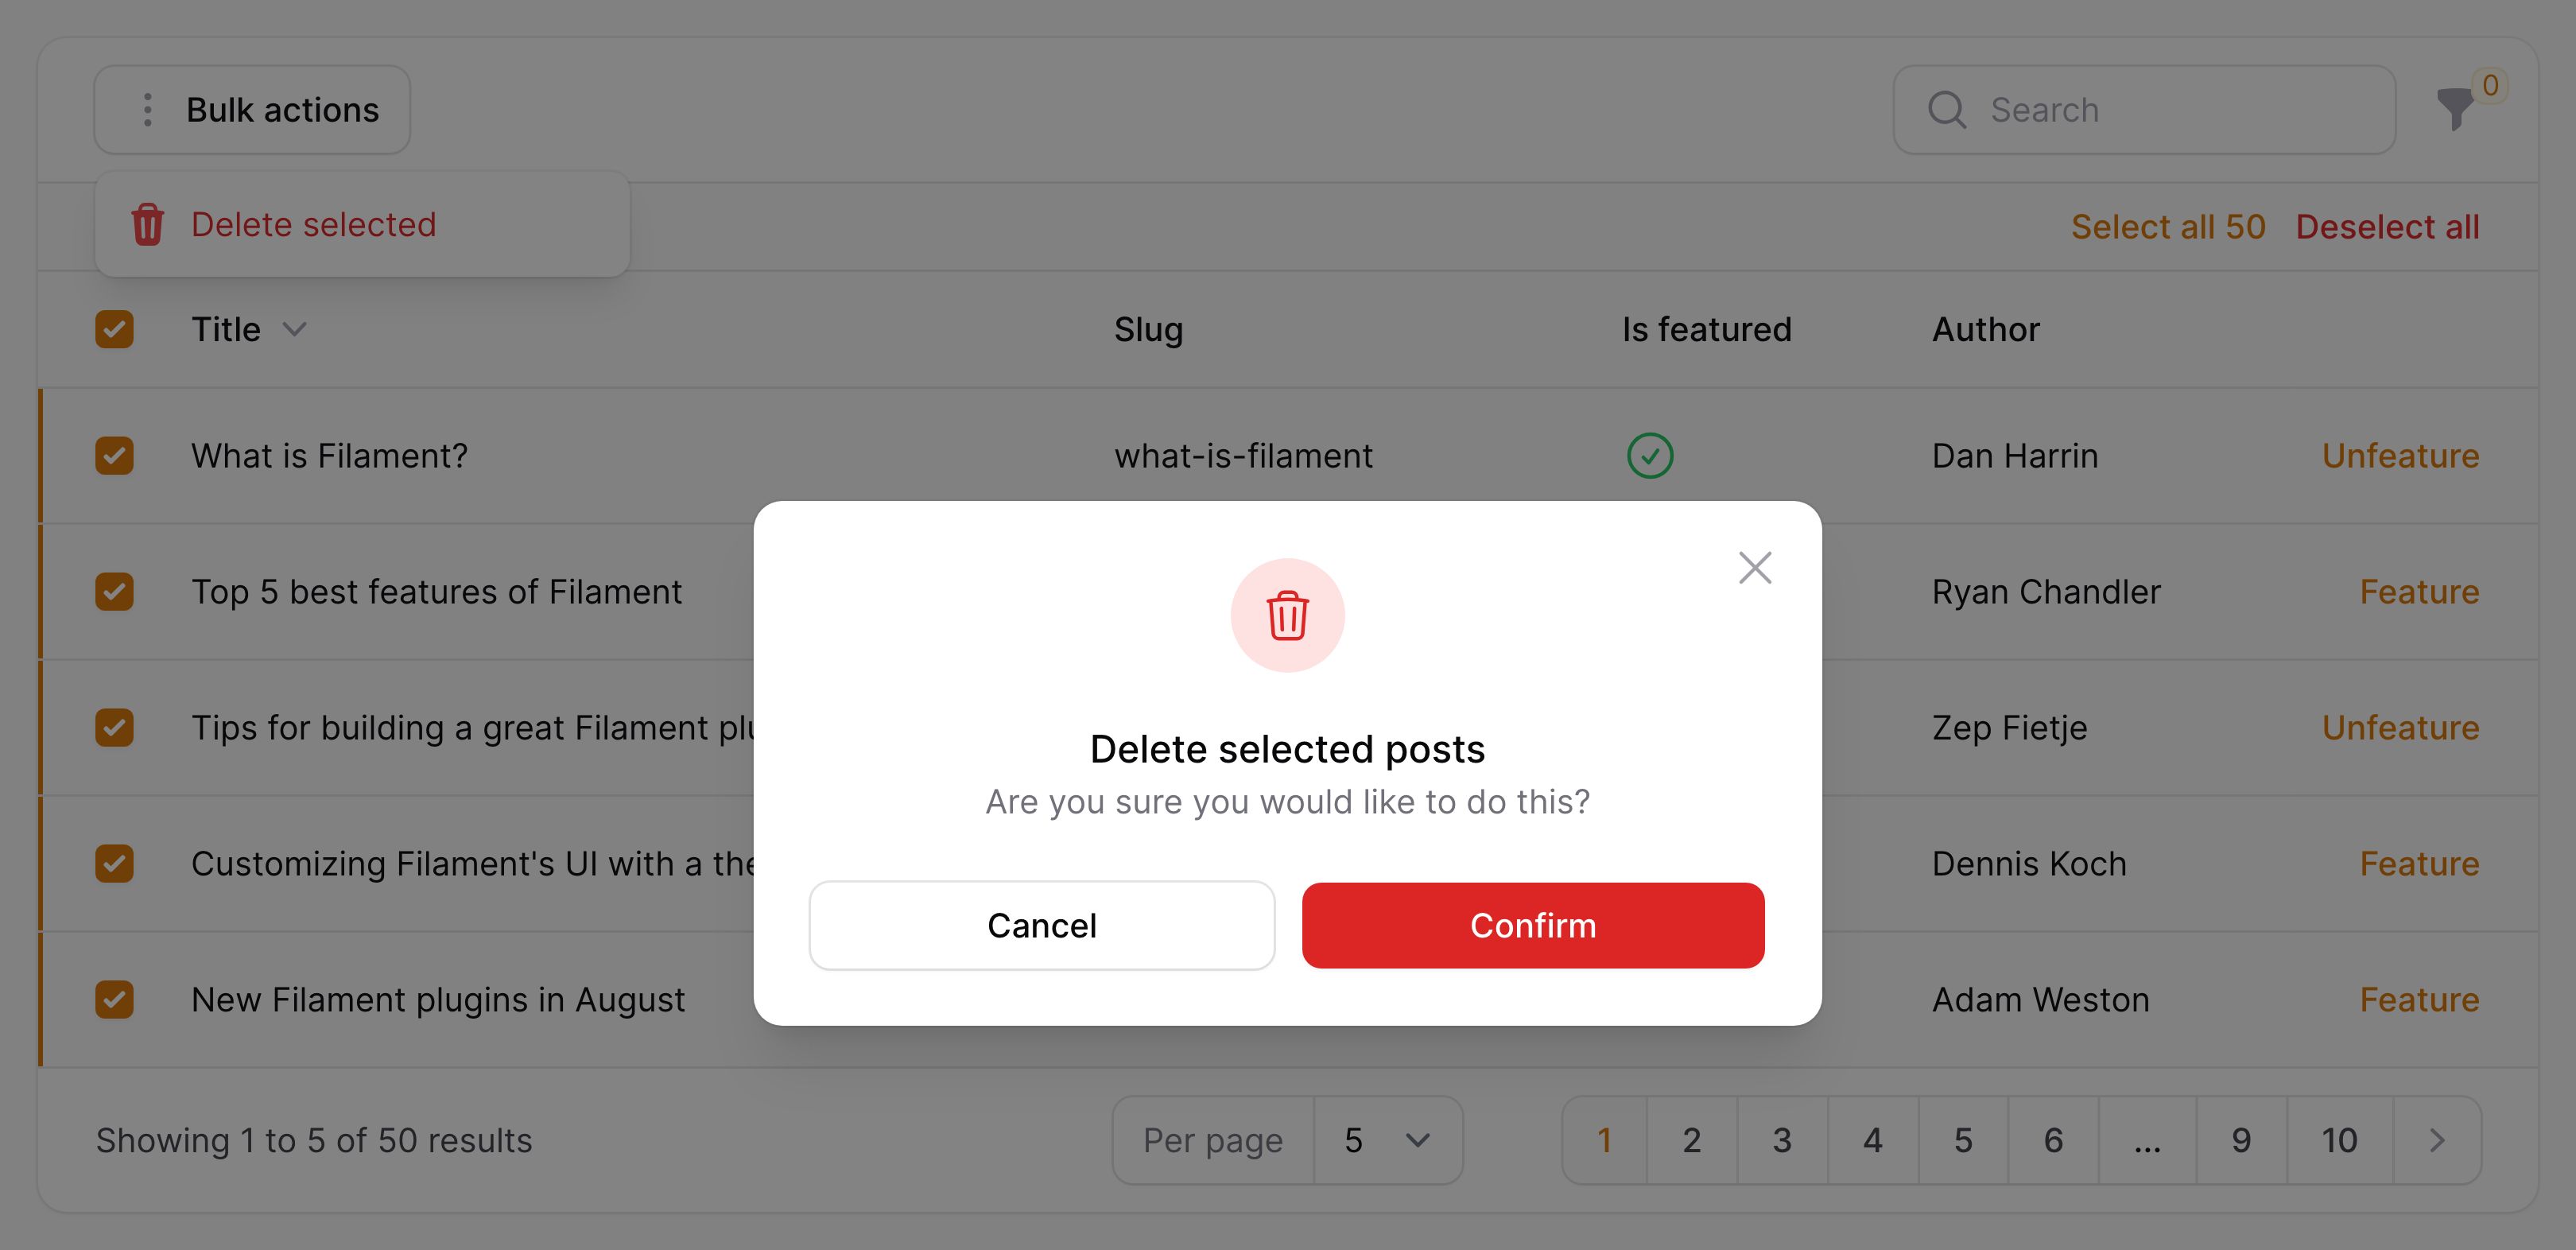 Bulk actions
Search
0
Delete selected
Select all 50 Deselect all
Title Slug Is featured Author
What is Filament? what-is-filament Dan Harrin Unfeature
Top 5 best features of Filament Ryan Chandler Feature
Tips for building a great Filament Zep Fietje Unfeature
Customizing Filament's UI with a Dennis Koch Feature
New Filament plugins in August Adam Weston Feature
Delete selected posts
Are you sure you would like to do this?
Cancel Confirm
Showing 1 to 5 of 50 results Per page 5 1 2 3 4 5 6 ... 9 10